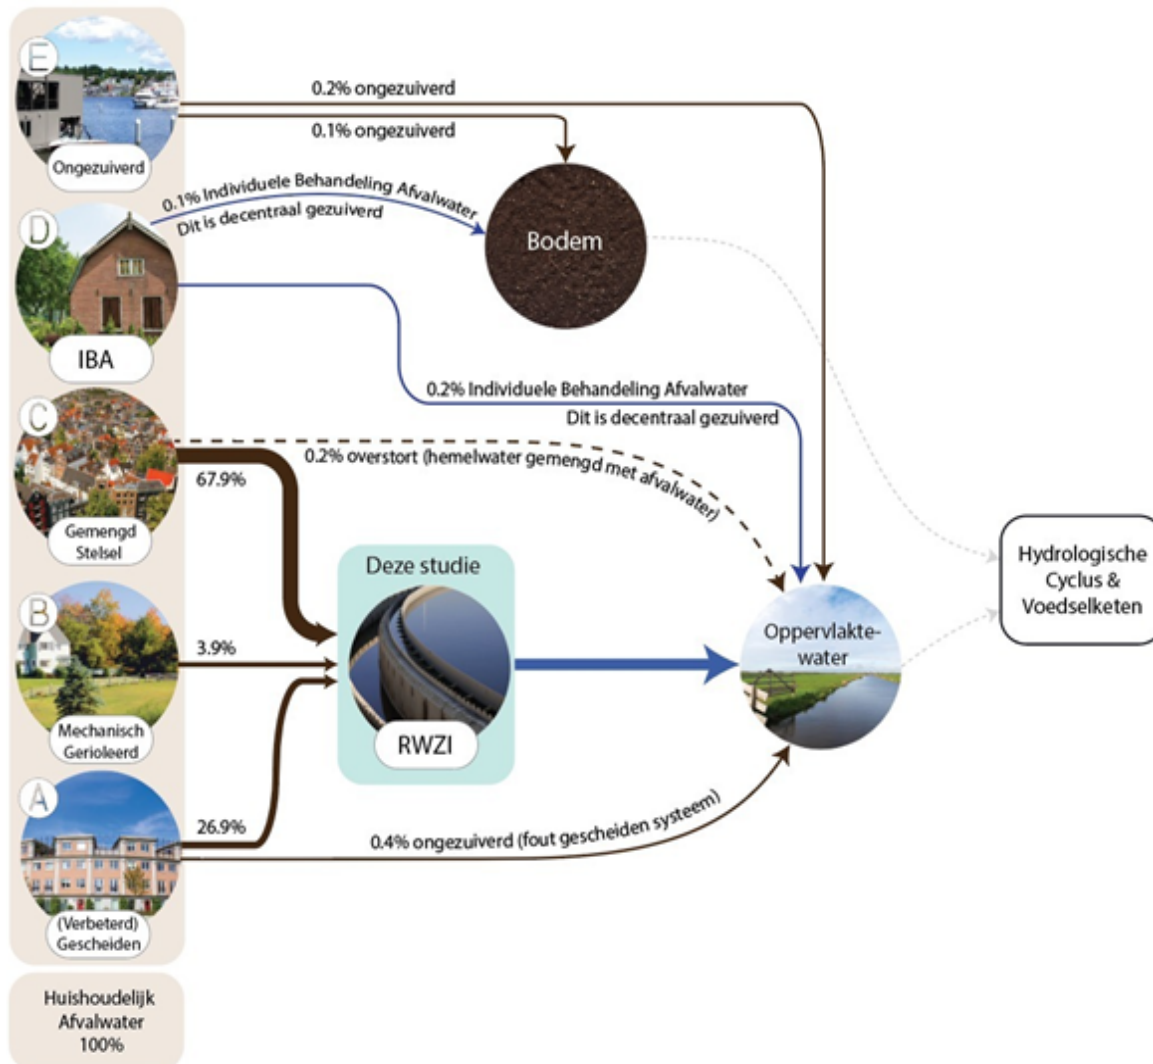 E
0.2% ongezuiverd
0.1% ongezuiverd
Ongezuiverd
0.1% Individuele Behandeling Afvalwater
Dit is decentraal gezuiverd
D
Bodem
IBA
0.2% Individuele Behandeling Afvalwater
Dit is decentraal gezuiverd
C
0.2% overstort (hemelwater gemengd met afvalwater)
67.9%
Gemengd
Stelsel
Deze studie
Hydrologische
Cyclus &
Voedselketen
B
3.9%
Oppervlakte-
water
Mechanisch
Gerioleerd
RWZI
A
26.9%
0.4% ongezuiverd (fout gescheiden systeem)
(Verbeterd)
Gescheiden
Huishoudelijk
Afvalwater
100%